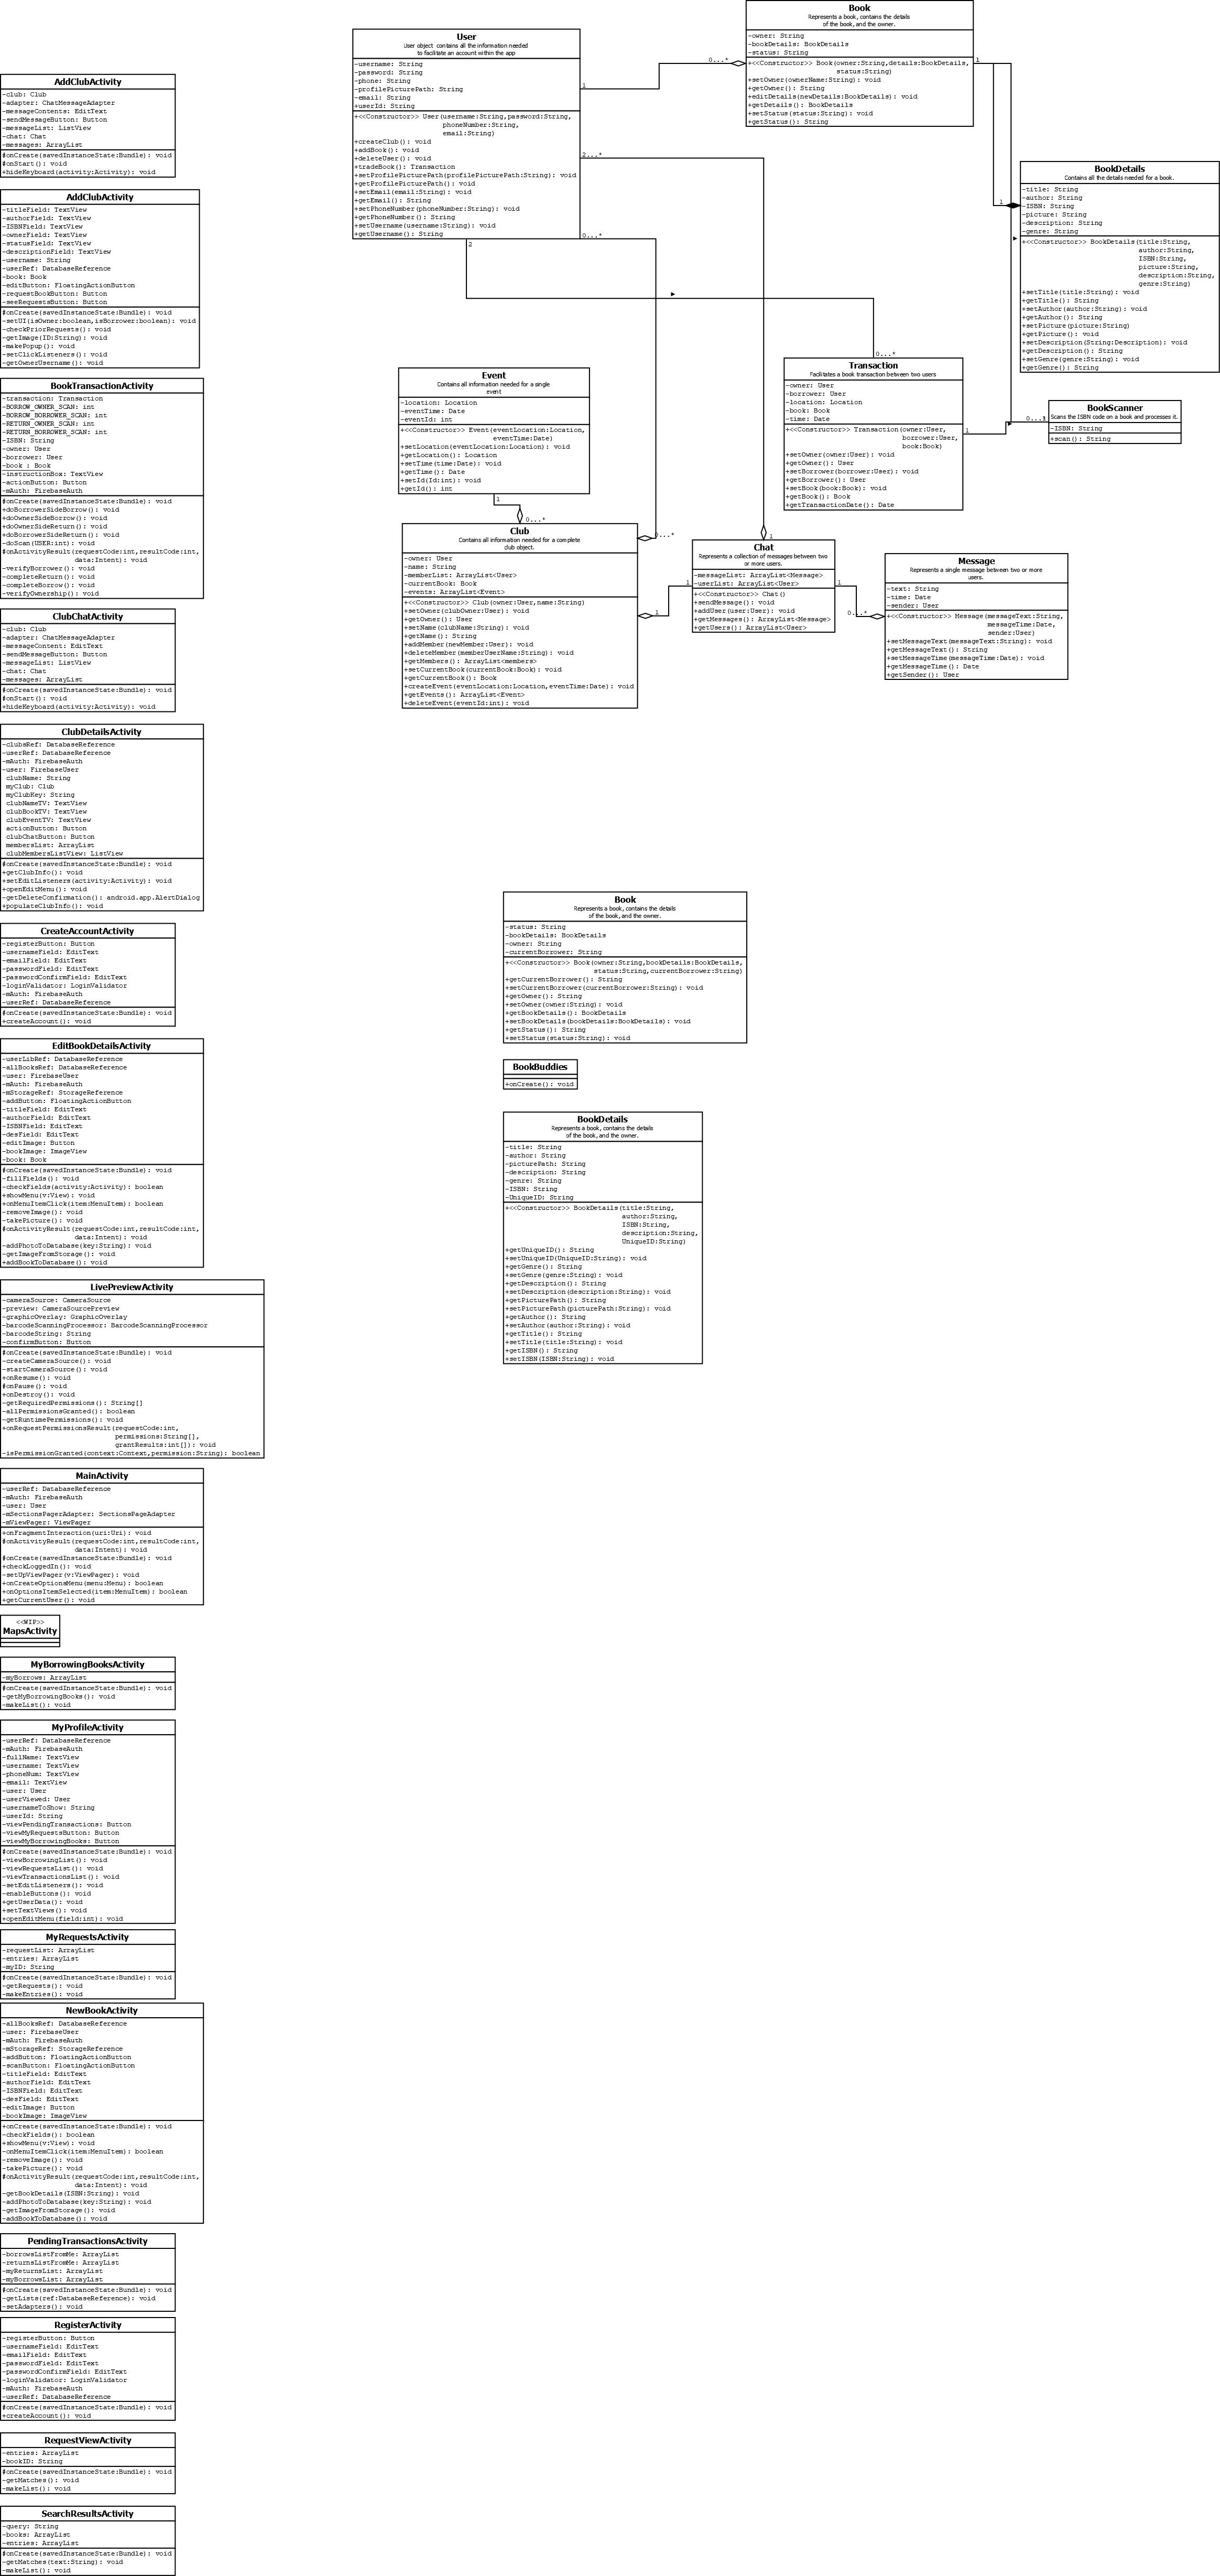 Book
Represents a book, contains the details
of the book, and the owner.
-owner: String
-bookDetails: BookDetails
-status: String
+<<Constructor>> Book(owner:String,details:BookDetails,
status:String)
+setOwner(ownerName:String): void
+getOwner(): String
+editDetails(newDetails:BookDetails): void
+getDetails(): BookDetails
+setStatus(status:String): void
+getStatus(): String
User
User object contains all the information needed
to facilitate an account within the app
-username: String
-password: String
-phone: String
-profilePicturePath: String
-email: String
+userId: String
+<<Constructor>> User(username:String,password:String,
phoneNumber:String,
email:String)
+createClub(): void
+addBook(): void
+deleteUser(): void
+tradeBook(): Transaction
+setProfilePicturePath(profilePicturePath:String): void
+getProfilePicturePath(): void
+setEmail(email:String): void
+getEmail(): String
+setPhoneNumber(phoneNumber:String): void
+getPhoneNumber(): String
+setUsername(username:String): void
+getUsername(): String
0...*
1
1
2...*
0...*
2
1
BookDetails
Contains all the details needed for a book.
-title: String
-author: String
-ISBN: String
-picture: String
-description: String
-genre: String
+<<Constructor>> BookDetails(title:String,
author:String,
ISBN:String,
picture:String,
description:String,
genre:String)
+setTitle(title:String): void
+getTitle(): String
+setAuthor(author:String): void
+getAuthor(): String
+setPicture(picture:String)
+getPicture(): void
+setDescription(String:Description): void
+getDescription(): String
+setGenre(genre:String): void
+getGenre(): String
0...*
Transaction
Facilitates a book transaction between two users
-owner: User
-borrower: User
-location: Location
-book: Book
-time: Date
+<<Constructor>> Transaction(owner:User,
borrower:User,
book:Book)
+setOwner(owner:User): void
+getOwner(): User
+setBorrower(borrower:User): void
+getBorrower(): User
+setBook(book:Book): void
+getBook(): Book
+getTransactionDate(): Date
1
BookScanner
Scans the ISBN code on a book and processes it.
-ISBN: String
+scan(): String
Event
Contains all information needed for a single
event
-location: Location
-eventTime: Date
-eventId: int
+<<Constructor>> Event(eventLocation:Location,
eventTime:Date)
+setLocation(eventLocation:Location): void
+getLocation(): Location
+setTime(time:Date): void
+getTime(): Date
+setId(Id:int): void
+getId(): int
1
0...*
Club
Contains all information needed for a complete
club object.
-owner: User
-name: String
-memberList: ArrayList<User>
-currentBook: Book
-events: ArrayList<Event>
+<<Constructor>> Club(owner:User,name:String)
+setOwner(clubOwner:User): void
+getOwner(): User
+setName(clubName:String): void
+getName(): String
+addMember(newMember:User): void
+deleteMember(memberUserName:String): void
+getMembers(): ArrayList<members>
+setCurrentBook(currentBook:Book): void
+getCurrentBook(): Book
+createEvent(eventLocation:Location,eventTime:Date): void
+getEvents(): ArrayList<Event>
+deleteEvent(eventId:int): void
0...*
1
1
1
Chat
Represents a collection of messages between two
or more users.
-messageList: ArrayList<Message>
-userList: ArrayList<User>
+<<Constructor>> Chat()
+sendMessage(): void
+addUser(user:User): void
+getMessages(): ArrayList<Message>
+getUsers(): ArrayList<User>
1
0...*
Message
Represents a single message between two or more
users.
-text: String
-time: Date
-sender: User
+<<Constructor>> Message(messageText:String,
messageTime:Date,
sender:User)
+setMessageText(messageText:String): void
+getMessageText(): String
+setMessageTime(messageTime:Date): void
+getMessageTime(): Date
+getSender(): User
AddClubActivity
-club: Club
-adapter: ChatMessageAdapter
-messageContents: EditText
-sendMessageButton: Button
-messageList: ListView
-chat: Chat
-messages: ArrayList
#onCreate(savedInstanceState:Bundle): void
#onStart(): void
+hideKeyboard(activity:Activity): void
AddClubActivity
-titleField: TextView
-authorField: TextView
-ISBNField: TextView
-ownerField: TextView
-statusField: TextView
-descriptionField: TextView
-username: String
-userRef: DatabaseReference
-book: Book
-editButton: FloatingActionButton
-requestBookButton: Button
-seeRequestsButton: Button
#onCreate(savedInstanceState:Bundle): void
-setUI(isOwner:boolean,isBorrower:boolean): void
-checkPriorRequests(): void
-getImage(ID:String): void
-makePopup(): void
-setClickListeners(): void
-getOwnerUsername(): void
BookTransactionActivity
-transaction: Transaction
-BORROW_OWNER_SCAN: int
-BORROW_BORROWER_SCAN: int
-RETURN_OWNER_SCAN: int
-RETURN_BORROWER_SCAN: int
-ISBN: String
-owner: User
-borrower: User
-book : Book
-instructionBox: TextView
-actionButton: Button
-mAuth: FirebaseAuth
#onCreate(savedInstanceState:Bundle): void
+doBorrowerSideBorrow(): void
+doOwnerSideBorrow(): void
+doOwnerSideReturn(): void
+doBorrowerSideReturn(): void
-doScan(USER:int): void
#onActivityResult(requestCode:int,resultCode:int,
data:Intent): void
-verifyBorrower(): void
-completeReturn(): void
-completeBorrow(): void
-verifyOwnership(): void
ClubChatActivity
-club: Club
-adapter: ChatMessageAdapter
-messageContent: EditText
-sendMessageButton: Button
-messageList: ListView
-chat: Chat
-messages: ArrayList
#onCreate(savedInstanceState:Bundle): void
#onStart(): void
+hideKeyboard(activity:Activity): void
ClubDetailsActivity
-clubsRef: DatabaseReference
-userRef: DatabaseReference
-mAuth: FirebaseAuth
-user: FirebaseUser
clubName: String
myClub: Club
myClubKey: String
clubNameTV: TextView
clubBookTV: TextView
clubEventTV: TextView
actionButton: Button
clubChatButton: Button
membersList: ArrayList
clubMembersListView: ListView
#onCreate(savedInstanceState:Bundle): void
+getClubInfo(): void
+setEditListeners(activity:Activity): void
+openEditMenu(): void
-getDeleteConfirmation(): android.app.AlertDialog
+populateClubInfo(): void
CreateAccountActivity
-registerButton: Button
-usernameField: EditText
-emailField: EditText
-passwordField: EditText
-passwordConfirmField: EditText
-loginValidator: LoginValidator
-mAuth: FirebaseAuth
-userRef: DatabaseReference
#onCreate(savedInstanceState:Bundle): void
+createAccount(): void
EditBookDetailsActivity
-userLibRef: DatabaseReference
-allBooksRef: DatabaseReference
-user: FirebaseUser
-mAuth: FirebaseAuth
-mStorageRef: StorageReference
-addButton: FloatingActionButton
-titleField: EditText
-authorField: EditText
-ISBNField: EditText
-desField: EditText
-editImage: Button
-bookImage: ImageView
-book: Book
#onCreate(savedInstanceState:Bundle): void
-fillFields(): void
-checkFields(activity:Activity): boolean
+showMenu(v:View): void
+onMenuItemClick(item:MenuItem): boolean
-removeImage(): void
-takePicture(): void
#onActivityResult(requestCode:int,resultCode:int,
data:Intent): void
-addPhotoToDatabase(key:String): void
-getImageFromStorage(): void
+addBookToDatabase(): void
LivePreviewActivity
-cameraSource: CameraSource
-preview: CameraSourcePreview
-graphicOverlay: GraphicOverlay
-barcodeScanningProcessor: BarcodeScanningProcessor
-barcodeString: String
-confirmButton: Button
#onCreate(savedInstanceState:Bundle): void
-createCameraSource(): void
-startCameraSource(): void
+onResume(): void
#onPause(): void
+onDestroy(): void
-getRequiredPermissions(): String[]
-allPermissionsGranted(): boolean
-getRuntimePermissions(): void
+onRequestPermissionsResult(requestCode:int,
permissions:String[],
grantResults:int[]): void
-isPermissionGranted(context:Context,permission:String): boolean
MainActivity
-userRef: DatabaseReference
-mAuth: FirebaseAuth
-user: User
-mSectionsPagerAdapter: SectionsPageAdapter
-mViewPager: ViewPager
+onFragmentInteraction(uri:Uri): void
#onActivityResult(requestCode:int,resultCode:int,
data:Intent): void
#onCreate(savedInstanceState:Bundle): void
+checkLoggedIn(): void
-setUpViewPager(v:ViewPager): void
+onCreateOptionsMenu(menu:Menu): boolean
+onOptionsItemSelected(item:MenuItem): boolean
+getCurrentUser(): void
<<WIP>>
MapsActivity
MyBorrowingBooksActivity
-myBorrows: ArrayList
#onCreate(savedInstanceState:Bundle): void
-getMyBorrowingBooks(): void
-makeList(): void
MyProfileActivity
-userRef: DatabaseReference
-mAuth: FirebaseAuth
-fullName: TextView
-username: TextView
-phoneNum: TextView
-email: TextView
-user: User
-userViewed: User
-usernameToShow: String
-userId: String
-viewPendingTransactions: Button
-viewMyRequestsButton: Button
-viewMyBorrowingBooks: Button
#onCreate(savedInstanceState:Bundle): void
-viewBorrowingList(): void
-viewRequestsList(): void
-viewTransactionsList(): void
-setEditListeners(): void
-enableButtons(): void
+getUserData(): void
+setTextViews(): void
+openEditMenu(field:int): void
MyRequestsActivity
-requestList: ArrayList
-entries: ArrayList
-myID: String
#onCreate(savedInstanceState:Bundle): void
-getRequests(): void
-makeEntries(): void
NewBookActivity
-allBooksRef: DatabaseReference
-user: FirebaseUser
-mAuth: FirebaseAuth
-mStorageRef: StorageReference
-addButton: FloatingActionButton
-scanButton: FloatingActionButton
-titleField: EditText
-authorField: EditText
-ISBNField: EditText
-desField: EditText
-editImage: Button
-bookImage: ImageView
+onCreate(savedInstanceState:Bundle): void
-checkFields(): boolean
+showMenu(v:View): void
-onMenuItemClick(item:MenuItem): boolean
-removeImage(): void
-takePicture(): void
#onActivityResult(requestCode:int,resultCode:int,
data:Intent): void
-getBookDetails(ISBN:String): void
-addPhotoToDatabase(key:String): void
-getImageFromStorage(): void
-addBookToDatabase(): void
PendingTransactionsActivity
-borrowsListFromMe: ArrayList
-returnsListFromMe: ArrayList
-myReturnsList: ArrayList
-myBorrowsList: ArrayList
#onCreate(savedInstanceState:Bundle): void
-getLists(ref:DatabaseReference): void
-setAdapters(): void
RegisterActivity
-registerButton: Button
-usernameField: EditText
-emailField: EditText
-passwordField: EditText
-passwordConfirmField: EditText
-loginValidator: LoginValidator
-mAuth: FirebaseAuth
-userRef: DatabaseReference
#onCreate(savedInstanceState:Bundle): void
+createAccount(): void
RequestViewActivity
-entries: ArrayList
-bookID: String
#onCreate(savedInstanceState:Bundle): void
-getMatches(): void
-makeList(): void
SearchResultsActivity
-query: String
-books: ArrayList
-entries: ArrayList
#onCreate(savedInstanceState:Bundle): void
-getMatches(text:String): void
-makeList(): void
Book
Represents a book, contains the details
of the book, and the owner.
-status: String
-bookDetails: BookDetails
-owner: String
-currentBorrower: String
+<<Constructor>> Book(owner:String,bookDetails:BookDetails,
status:String,currentBorrower:String)
+getCurrentBorrower(): String
+setCurrentBorrower(currentBorrower:String): void
+getOwner(): String
+setOwner(owner:String): void
+getBookDetails(): BookDetails
+setBookDetails(bookDetails:BookDetails): void
+getStatus(): String
+setStatus(status:String): void
BookBuddies
+onCreate(): void
BookDetails
Represents a book, contains the details
of the book, and the owner.
-title: String
-author: String
-picturePath: String
-description: String
-genre: String
-ISBN: String
-UniqueID: String
+<<Constructor>> BookDetails(title:String,
author:String,
ISBN:String,
description:String,
UniqueID:String)
+getUniqueID(): String
+setUniqueID(UniqueID:String): void
+getGenre(): String
+setGenre(genre:String): void
+getDescription(): String
+setDescription(description:String): void
+getPicturePath(): String
+setPicturePath(picturePath:String): void
+getAuthor(): String
+setAuthor(author:String): void
+getTitle(): String
+setTitle(title:String): void
+getISBN(): String
+setISBN(ISBN:String): void